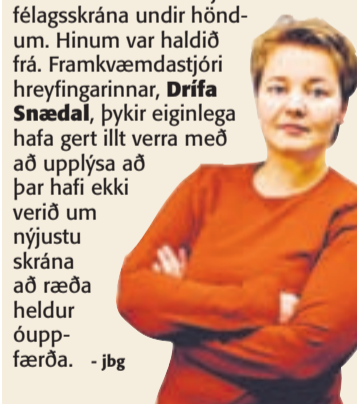 félagsskrána undir hönd-
um. Hinum var haldið
frá. Framkvæmdastjóri
hreyfingarinnar, Drífa
Snædal, þykir eiginlega
hafa gert illt verra með
að upplýsa að
þar hafi ekki
verið um
nýjustu
skrána
að ræða
heldur
óupp-
færða. - jbg